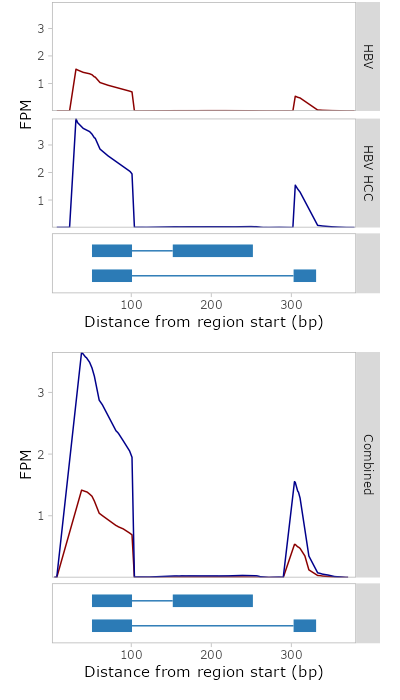 3
2
1
HBV
FPM
3
2
1
HBV HCC
100 200 300
Distance from region start (bp)
3
2
1
FPM
Combined
100 200 300
Distance from region start (bp)